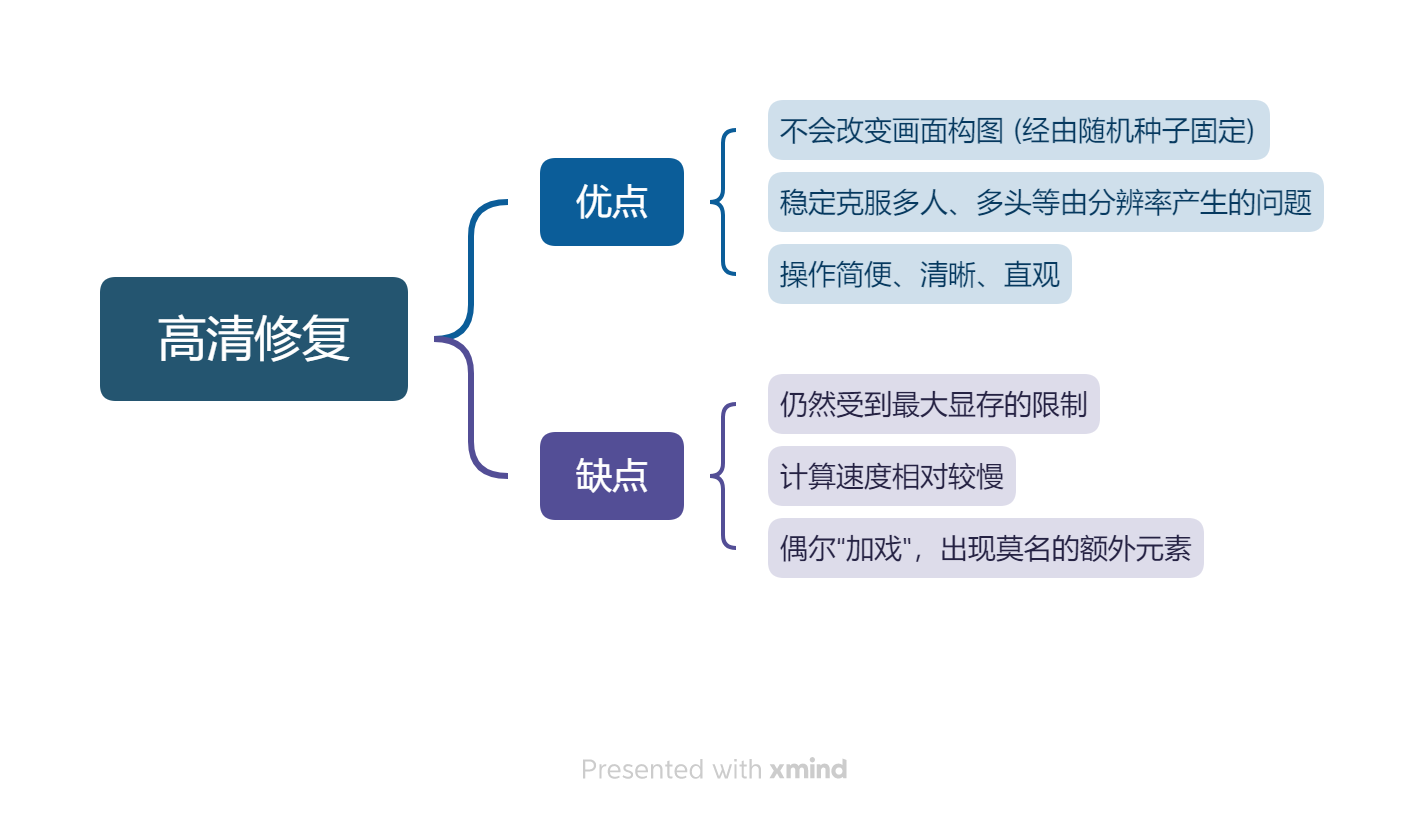 高清修复
优点
不会改变画面构图 (经由随机种子固定)
稳定克服多人、多头等由分辨率产生的问题
操作简便、清晰、直观
缺点
仍然受到最大显存的限制
计算速度相对较慢
偶尔"加戏"，出现莫名的额外元素
Presented with xmind